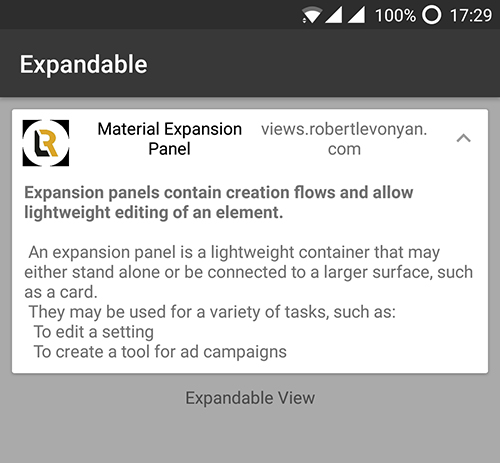 100% 17:29
Expandable
Material Expansion views.robertlevonyan.
Panel com
Expansion panels contain creation flows and allow
lightweight editing of an element.
An expansion panel is a lightweight container that may
either stand alone or be connected to a larger surface, such
as a card.
They may be used for a variety of tasks, such as:
To edit a setting
To create a tool for ad campaigns
Expandable View